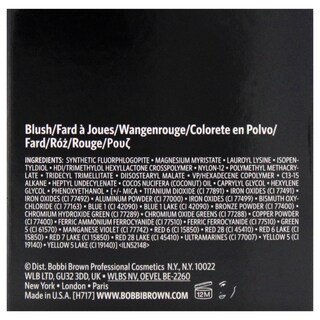 Blush/Fard à Joues/Wangenrouge/Colorete en Polvo/
Fard/Róż/Rouge/Ρουζ
INGREDIENTS: SYNTHETIC FLUORPHLOGOPITE • MAGNESIUM MYRISTATE • LAUROYL LYSINE • ISOPEN-
TYLDIOL • HDI/TRIMETHYLOL HEXYLLACTONE CROSSPOLYMER • NYLON-12 • POLYMETHYL METHACRY-
LATE • TRIDECYL TRIMELLITATE • DIISOSTEARYL MALATE • VP/HEXADECENE COPOLYMER • C13-15
ALKANE • HEPTYL UNDECYLENATE • COCOS NUCIFERA (COCONUT) OIL • CAPRYLYL GLYCOL • HEXYLENE
GLYCOL • PHENOXYETHANOL • [+/- MICA • TITANIUM DIOXIDE (CI 77891) • IRON OXIDES (CI 77491) •
IRON OXIDES (CI 77492) • ALUMINUM POWDER (CI 77000) • IRON OXIDES (CI 77499) • BISMUTH OXY-
CHLORIDE (CI 77163) • BLUE 1 (CI 42090) • BLUE 1 LAKE (CI 42090) • BRONZE POWDER (CI 77400) •
CARMINE (CI 75470) • CHROMIUM HYDROXIDE GREEN (CI 77289) • CHROMIUM OXIDE GREENS (CI 77288) • COPPER POWDER
(CI 77400) • FERRIC AMMONIUM FERROCYANIDE (CI 77510) • FERRIC FERROCYANIDE (CI 77510) •
GREEN 5 (CI 61570) • MANGANESE VIOLET (CI 77742) • RED 6 (CI 15850) • RED 28 (CI 45410) • RED 6 LAKE (CI
15850) • RED 7 LAKE (CI 15850) • RED 28 LAKE (CI 45410) • ULTRAMARINES (CI 77007) • YELLOW 5 (CI
19140) • YELLOW 5 LAKE (CI 19140)] <ILN52148>
© Dist. Bobbi Brown Professional Cosmetics N.Y., N.Y. 10022
WLB LTD, GU32 3DD, UK • WLBS NV, OEVEL BE-2260
New York • London • Paris
Made in U.S.A. [H717] WWW.BOBBIBROWN.COM
12M